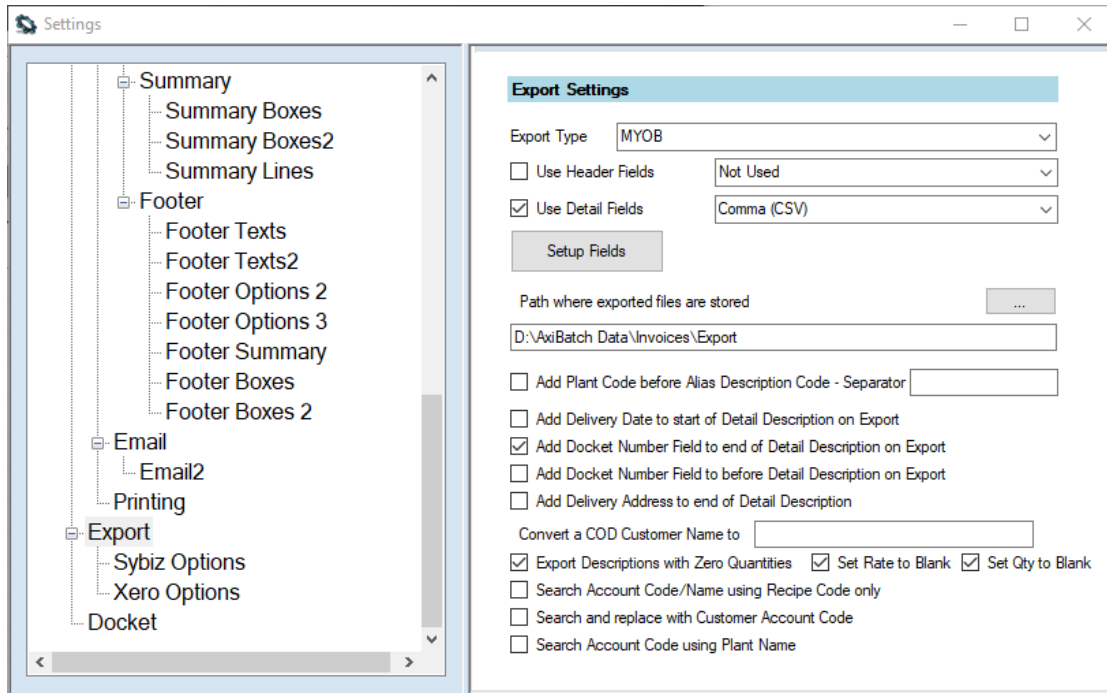 Settings
Summary
Summary Boxes
Summary Boxes2
Summary Lines
Footer
Footer Texts
Footer Texts2
Footer Options 2
Footer Options 3
Footer Summary
Footer Boxes
Footer Boxes 2
Email
Email2
Printing
Export
Sybiz Options
Xero Options
Docket
Export Settings
Export Type MYOB
Use Header Fields Not Used
Use Detail Fields Comma (CSV)
Setup Fields
Path where exported files are stored ...
D:\AxiBatch Data\Invoices\Export
Add Plant Code before Alias Description Code - Separator
Add Delivery Date to start of Detail Description on Export
Add Docket Number Field to end of Detail Description on Export
Add Docket Number Field to before Detail Description on Export
Add Delivery Address to end of Detail Description
Convert a COD Customer Name to
Export Descriptions with Zero Quantities Set Rate to Blank Set Qty to Blank
Search Account Code/Name using Recipe Code only
Search and replace with Customer Account Code
Search Account Code using Plant Name